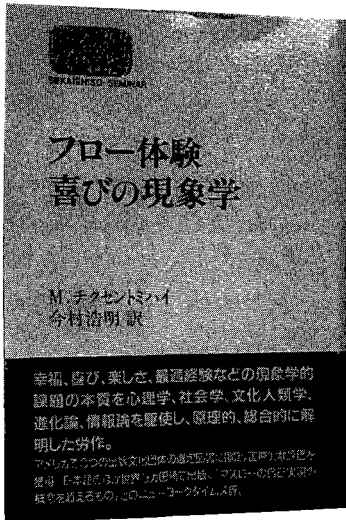 SEKAISHISO SEMINAR
フロー体験
喜びの現象学
M.チクセントミハイ
今村浩明 訳
幸福、喜び、楽しさ、最適経験などの現象学的
課題の本質を心理学、社会学、文化人類学、
進化論、情報論を駆使し、原理的、総合的に解
明した労作。